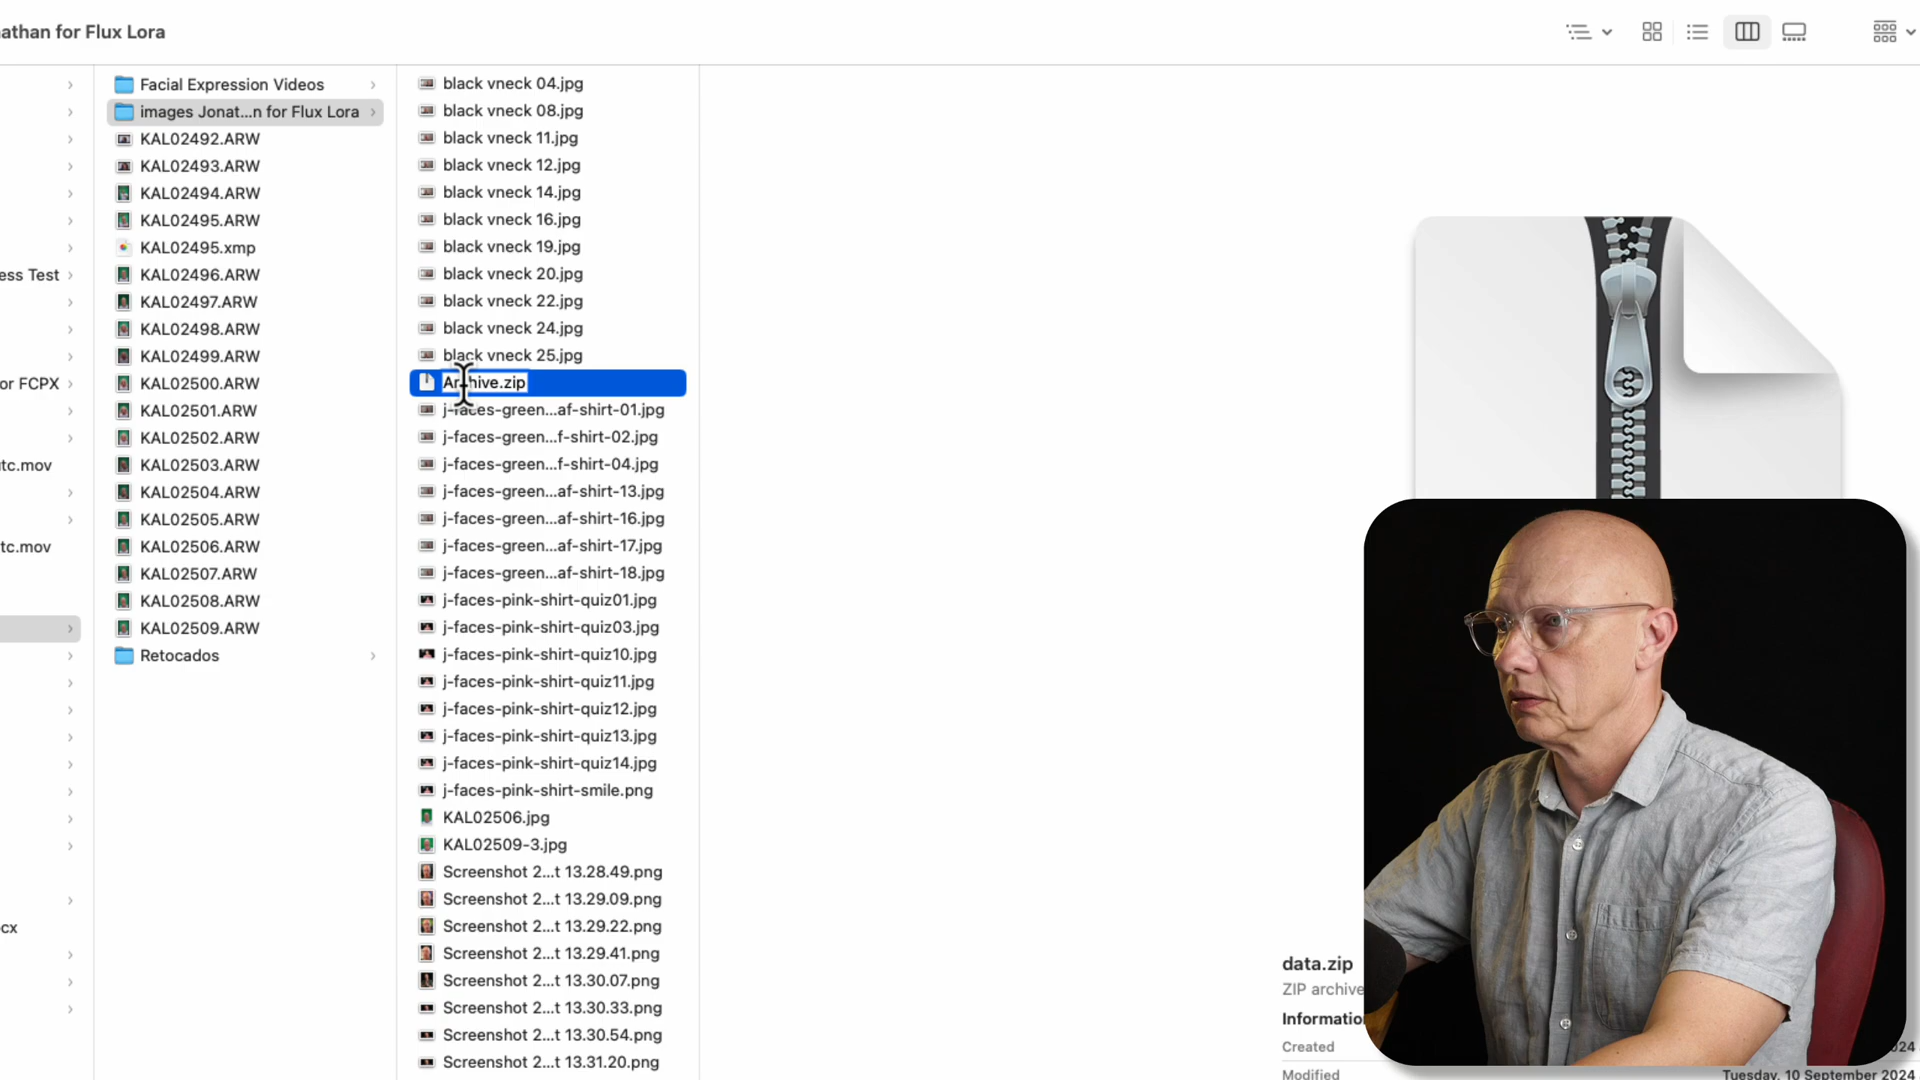 athan for Flux Lora
ess Test
or FCPX
tc.mov
tc.mov
cx
Facial Expression Videos
images Jonat...n for Flux Lora
KAL02492.ARW
KAL02493.ARW
KAL02494.ARW
KAL02495.ARW
KAL02495.xmp
KAL02496.ARW
KAL02497.ARW
KAL02498.ARW
KAL02499.ARW
KAL02500.ARW
KAL02501.ARW
KAL02502.ARW
KAL02503.ARW
KAL02504.ARW
KAL02505.ARW
KAL02506.ARW
KAL02507.ARW
KAL02508.ARW
KAL02509.ARW
Retocados
black vneck 04.jpg
black vneck 08.jpg
black vneck 11.jpg
black vneck 12.jpg
black vneck 14.jpg
black vneck 16.jpg
black vneck 19.jpg
black vneck 20.jpg
black vneck 22.jpg
black vneck 24.jpg
black vneck 25.jpg
Archive.zip
j-faces-green...af-shirt-01.jpg
j-faces-green...f-shirt-02.jpg
j-faces-green...f-shirt-04.jpg
j-faces-green...af-shirt-13.jpg
j-faces-green...af-shirt-16.jpg
j-faces-green...af-shirt-17.jpg
j-faces-green...af-shirt-18.jpg
j-faces-pink-shirt-quiz01.jpg
j-faces-pink-shirt-quiz03.jpg
j-faces-pink-shirt-quiz10.jpg
j-faces-pink-shirt-quiz11.jpg
j-faces-pink-shirt-quiz12.jpg
j-faces-pink-shirt-quiz13.jpg
j-faces-pink-shirt-quiz14.jpg
j-faces-pink-shirt-smile.png
KAL02506.jpg
KAL02509-3.jpg
Screenshot 2...t 13.28.49.png
Screenshot 2...t 13.29.09.png
Screenshot 2...t 13.29.22.png
Screenshot 2...t 13.29.41.png
Screenshot 2...t 13.30.07.png
Screenshot 2...t 13.30.33.png
Screenshot 2...t 13.30.54.png
Screenshot 2...t 13.31.20.png
data.zip
ZIP archive
Informatio
Created 024
Modified Tuesday, 10 September 2024